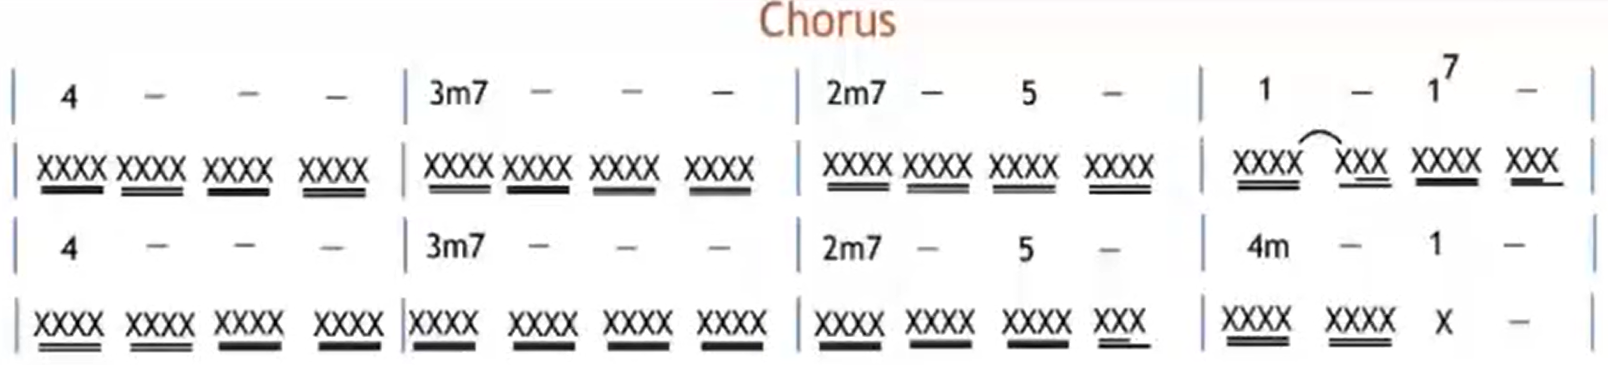 Chorus
| 4 – – – | 3m7 – – – | 2m7 – 5 – | 1 – 1⁷ – |
| XXXX XXXX XXXX XXXX | XXXX XXXX XXXX XXXX | XXXX XXXX XXXX XXXX | XXXX XXX XXXX XXX |
| 4 – – – | 3m7 – – – | 2m7 – 5 – | 4m – 1 – |
| XXXX XXXX XXXX XXXX | XXXX XXXX XXXX XXXX | XXXX XXXX XXXX XXX | XXXX XXXX X – |